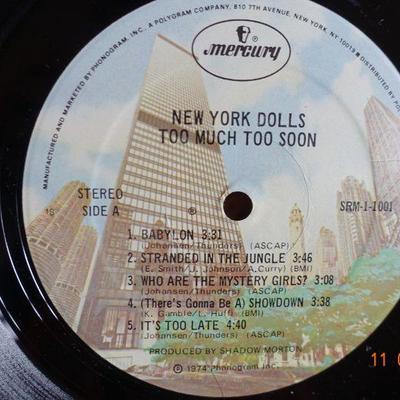 MANUFACTURED AND MARKETED BY PHONOGRAM, INC., A POLYGRAM COMPANY, 810 7TH AVENUE, NEW YORK, N.Y. 10019 • DISTRIBUTED BY
mercury
NEW YORK DOLLS
TOO MUCH TOO SOON
STEREO
SIDE A
SRM-1-1001
1. BABYLON 3:31
(Johansen/Thunders) (ASCAP)
2. STRANDED IN THE JUNGLE 3:46
(E. Smith/J. Johnson/A. Curry) (BMI)
3. WHO ARE THE MYSTERY GIRLS? 3:08
(Johansen/Thunders) (ASCAP)
4. (There's Gonna Be A) SHOWDOWN 3:38
(K. Gamble/L. Huff) (BMI)
5. IT'S TOO LATE 4:40
(Johansen/Thunders) (ASCAP)
PRODUCED BY SHADOW MORTON
℗ 1974 Phonogram Inc.